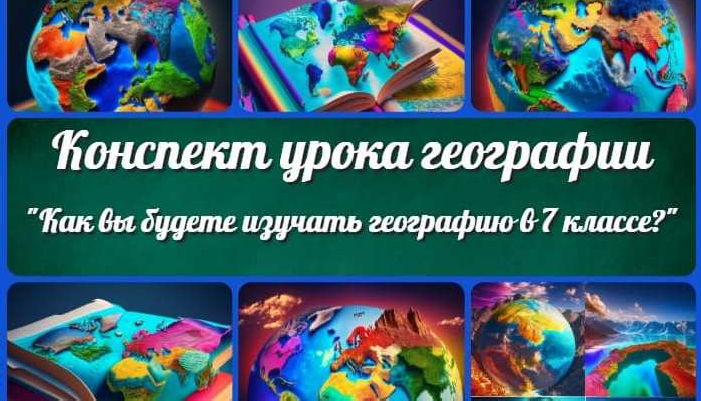 Конспект урока географии
"Как вы будете изучать географию в 7 классе?"